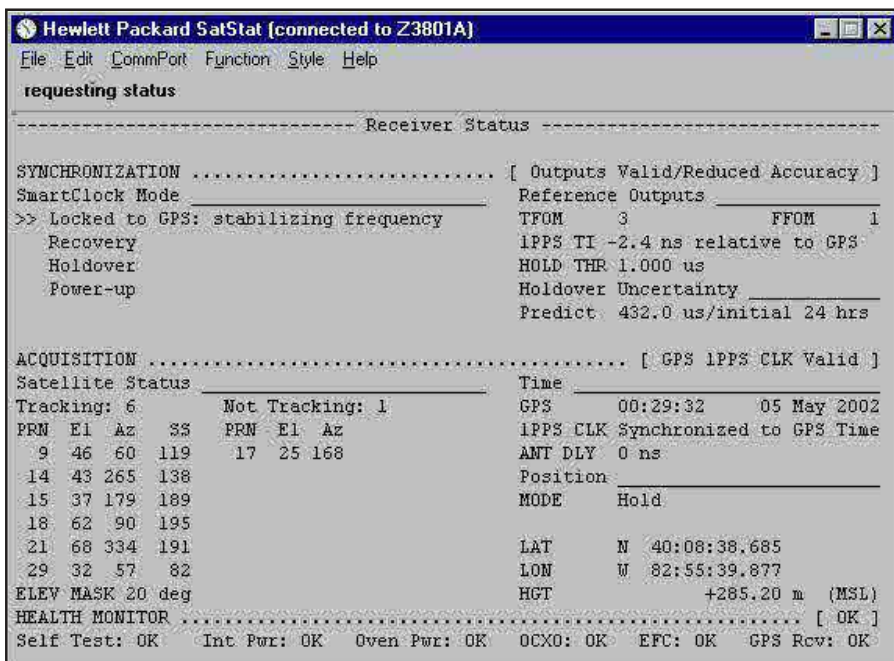 Hewlett Packard SatStat (connected to Z3801A)
File Edit CommPort Function Style Help
requesting status
------------------------------- Receiver Status -------------------------------
SYNCHRONIZATION ............................ [ Outputs Valid/Reduced Accuracy ]
SmartClock Mode ___________________________ Reference Outputs _______________
>> Locked to GPS: stabilizing frequency TFOM 3 FFOM 1
Recovery 1PPS TI -2.4 ns relative to GPS
Holdover HOLD THR 1.000 us
Power-up Holdover Uncertainty ____________
Predict 432.0 us/initial 24 hrs
ACQUISITION ............................................ [ GPS 1PPS CLK Valid ]
Satellite Status __________________________ Time ____________________________
Tracking: 6 Not Tracking: 1 GPS 00:29:32 05 May 2002
PRN El Az SS PRN El Az 1PPS CLK Synchronized to GPS Time
9 46 60 119 17 25 168 ANT DLY 0 ns
14 43 265 138 Position ________________________
15 37 179 189 MODE Hold
18 62 90 195
21 68 334 191 LAT N 40:08:38.685
29 32 57 82 LON W 82:55:39.877
ELEV MASK 20 deg HGT +285.20 m (MSL)
HEALTH MONITOR ......................................................... [ OK ]
Self Test: OK Int Pwr: OK Oven Pwr: OK OCXO: OK EFC: OK GPS Rcv: OK